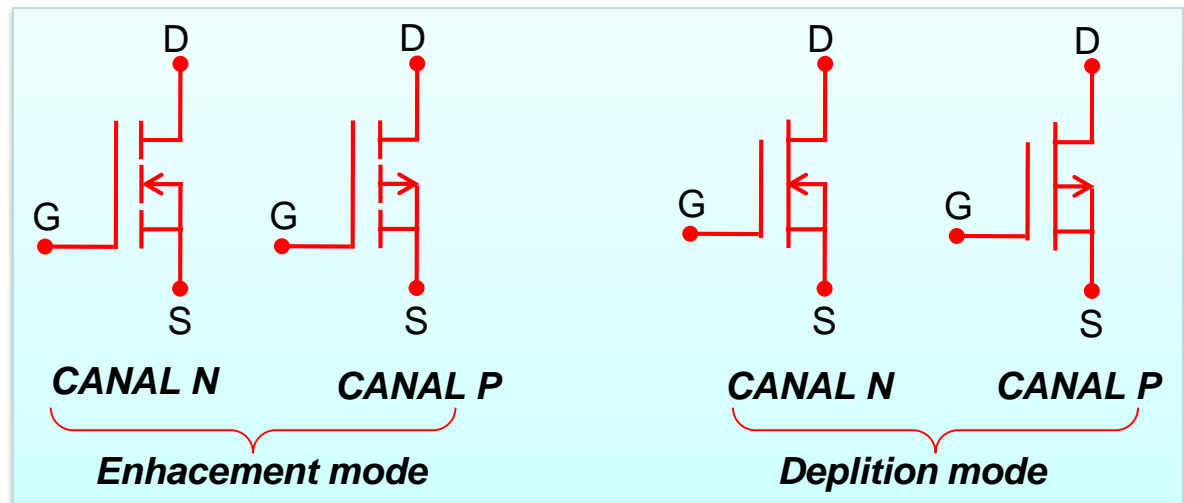 D D D D
G G G G
S S S S
CANAL N CANAL P CANAL N CANAL P
Enhacement mode Deplition mode